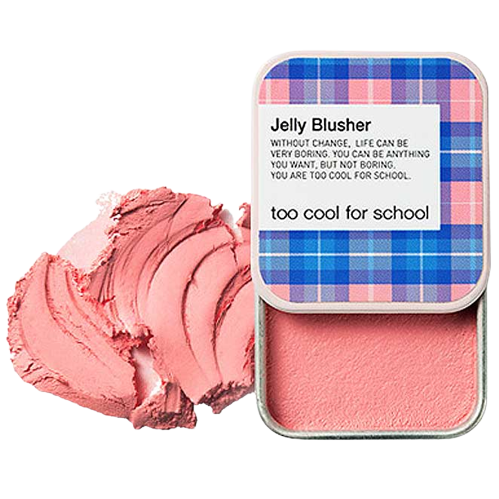 Jelly Blusher
WITHOUT CHANGE, LIFE CAN BE
VERY BORING. YOU CAN BE ANYTHING
YOU WANT, BUT NOT BORING.
YOU ARE TOO COOL FOR SCHOOL.
too cool for school